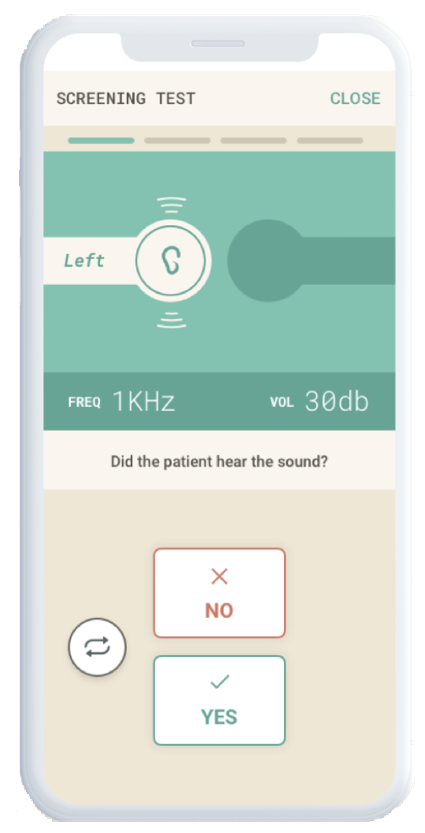 SCREENING TEST CLOSE
Left
FREQ 1KHz VOL 30db
Did the patient hear the sound?
NO
YES